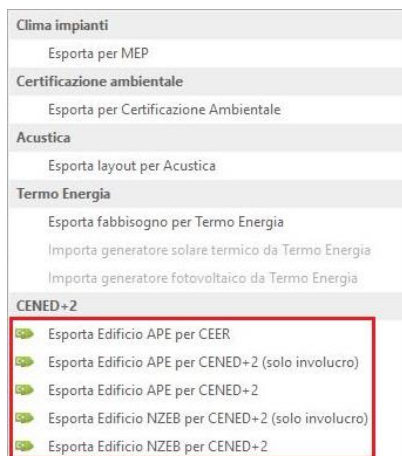 Clima impianti
Esporta per MEP
Certificazione ambientale
Esporta per Certificazione Ambientale
Acustica
Esporta layout per Acustica
Termo Energia
Esporta fabbisogno per Termo Energia
Importa generatore solare termico da Termo Energia
Importa generatore fotovoltaico da Termo Energia
CENED+2
Esporta Edificio APE per CEER
Esporta Edificio APE per CENED+2 (solo involucro)
Esporta Edificio APE per CENED+2
Esporta Edificio NZEB per CENED+2 (solo involucro)
Esporta Edificio NZEB per CENED+2